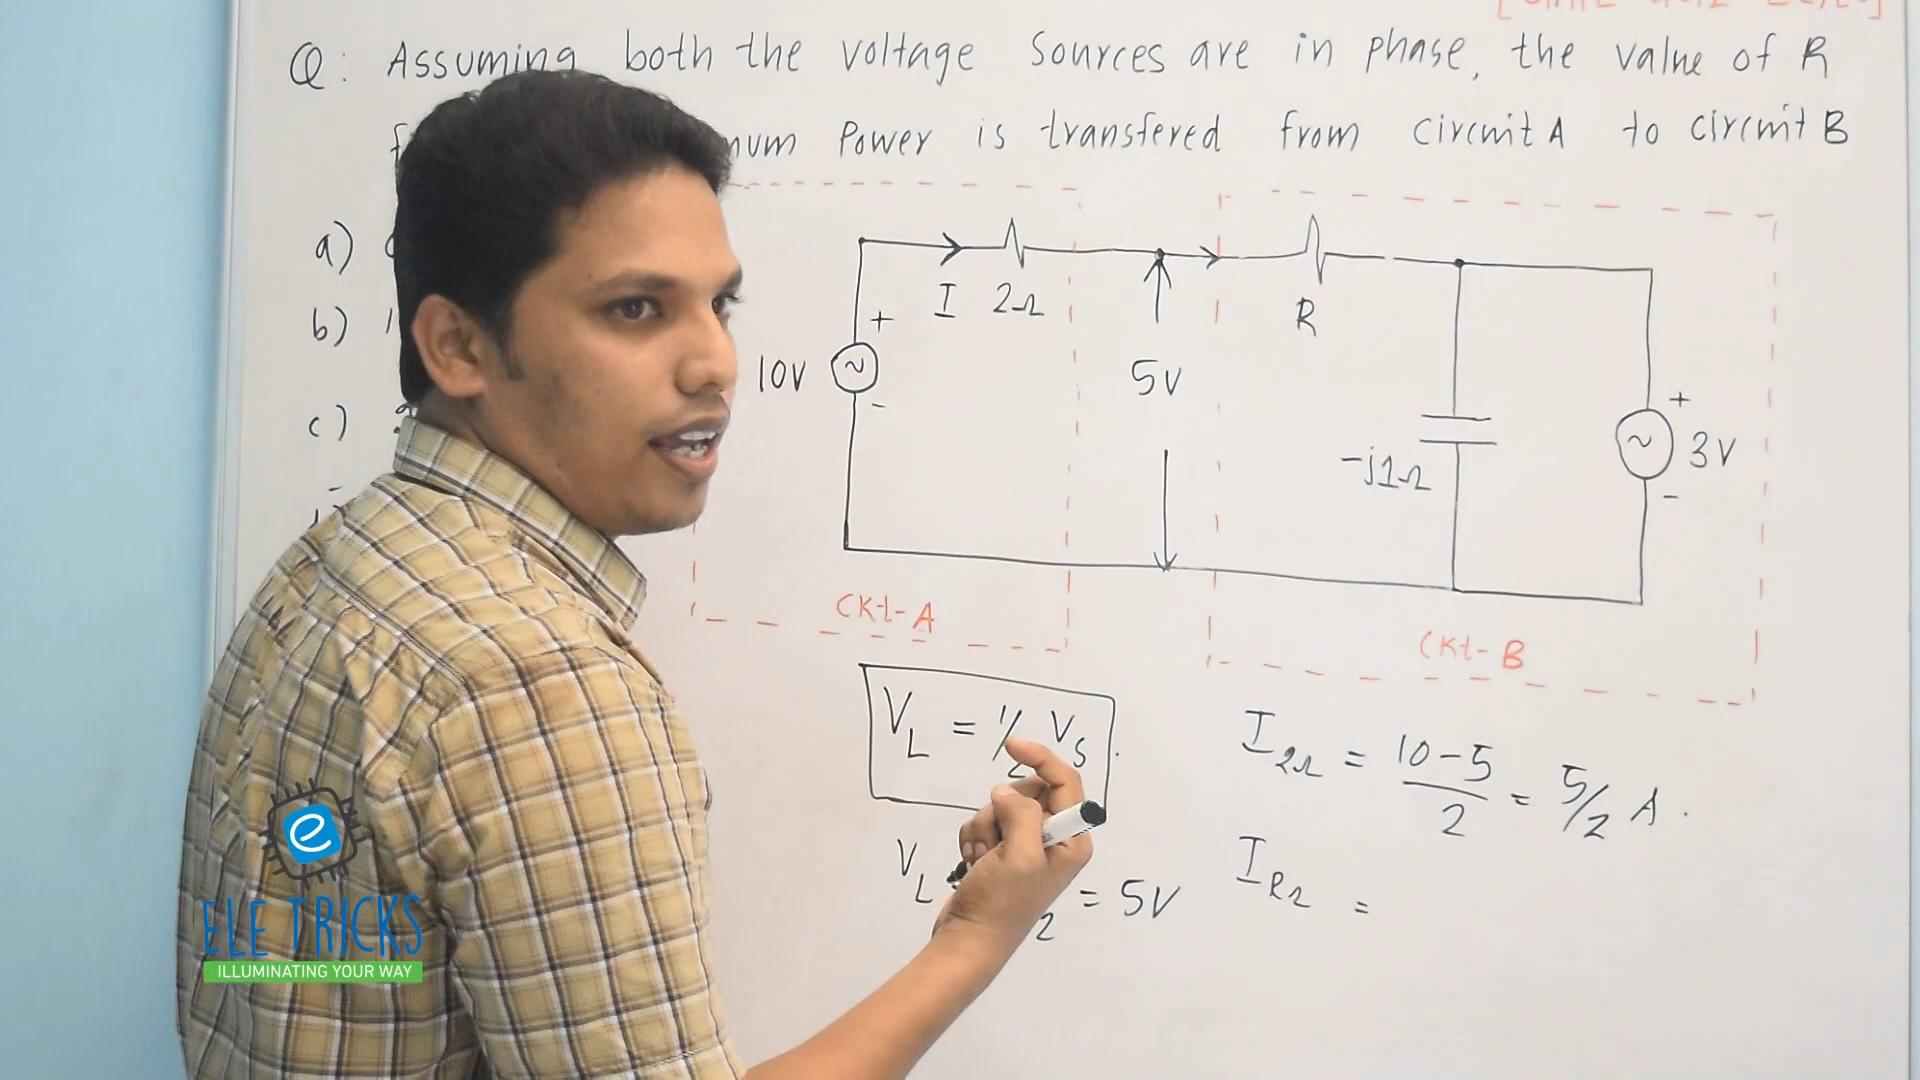 Q: Assuming both the voltage sources are in phase, the value of R
Power is transfered from circuit A to circuit B
a)
b) 1
c)
I 2Ω
R
+
10V
-
5V
-j1Ω
+
3V
-
Ckt-A
Ckt-B
V_L = 1/2 V_S
I_2Ω = 10-5/2 = 5/2 A.
V_L = 5V
I_RΩ =
ELE TRICKS
ILLUMINATING YOUR WAY